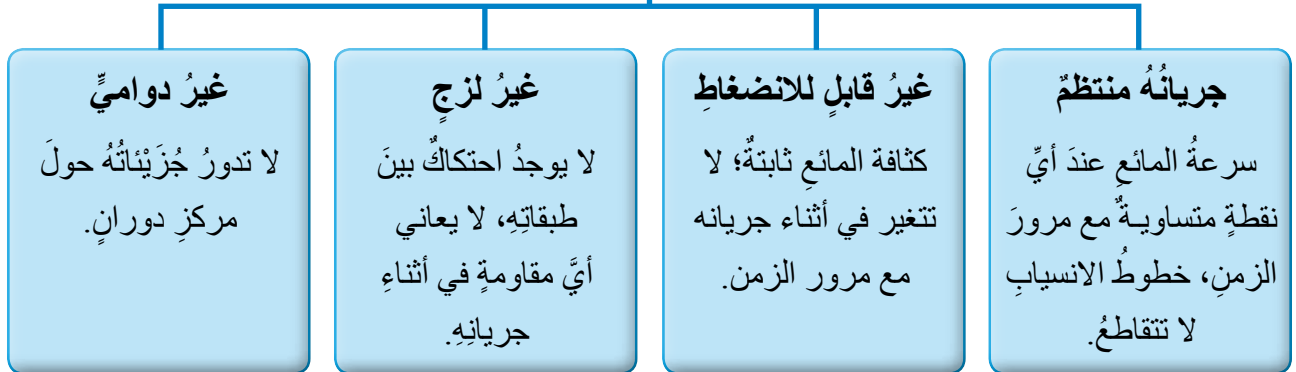 جريانُهُ منتظمٌ
سرعةُ المائعِ عندَ أيِّ
نقطةٍ متساويــةٌ مع مرورَ
الزمنِ، خطوطُ الانسيابِ
لا تتقاطعُ.
غيرُ قابلٍ للانضغاطِ
كثافة المائعِ ثابتةٌ؛ لا
تتغير في أثناء جريانه
مع مرور الزمن.
غيرُ لزجٍ
لا يوجدُ احتكاكٌ بينَ
طبقاتِهِ، لا يعاني
أيَّ مقاومةٍ في أثناءِ
جريانِهِ.
غيرُ دواميٍّ
لا تدورُ جُزَيْئاتُهُ حولَ
مركزِ دورانٍ.